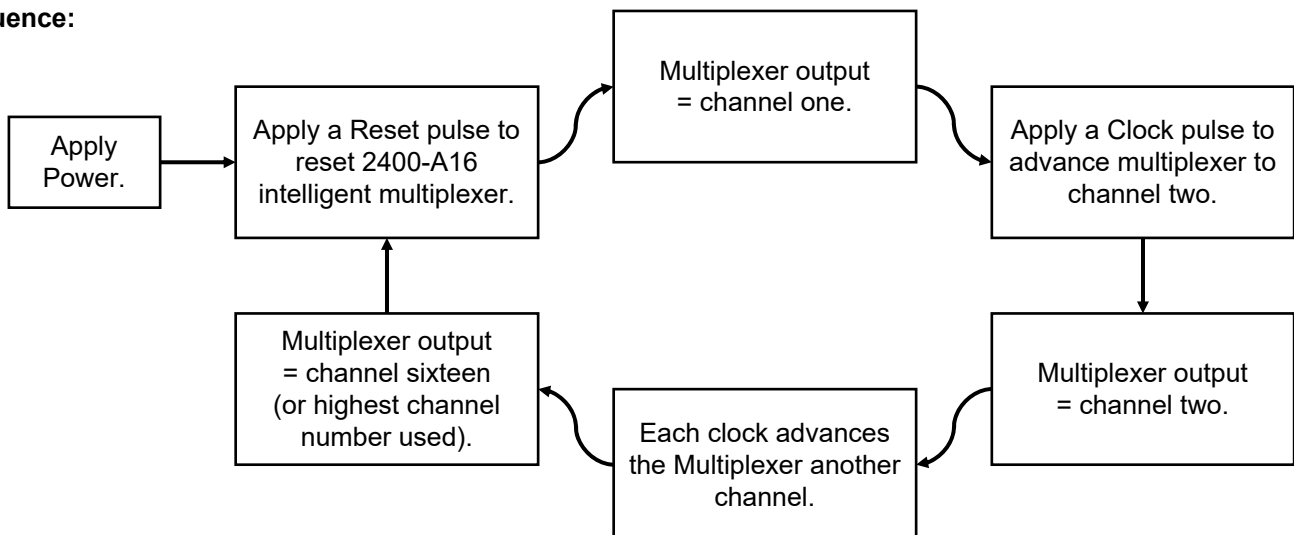 uence:
Apply
Power.
Apply a Reset pulse to
reset 2400-A16
intelligent multiplexer.
Multiplexer output
= channel one.
Apply a Clock pulse to
advance multiplexer to
channel two.
Multiplexer output
= channel two.
Each clock advances
the Multiplexer another
channel.
Multiplexer output
= channel sixteen
(or highest channel
number used).